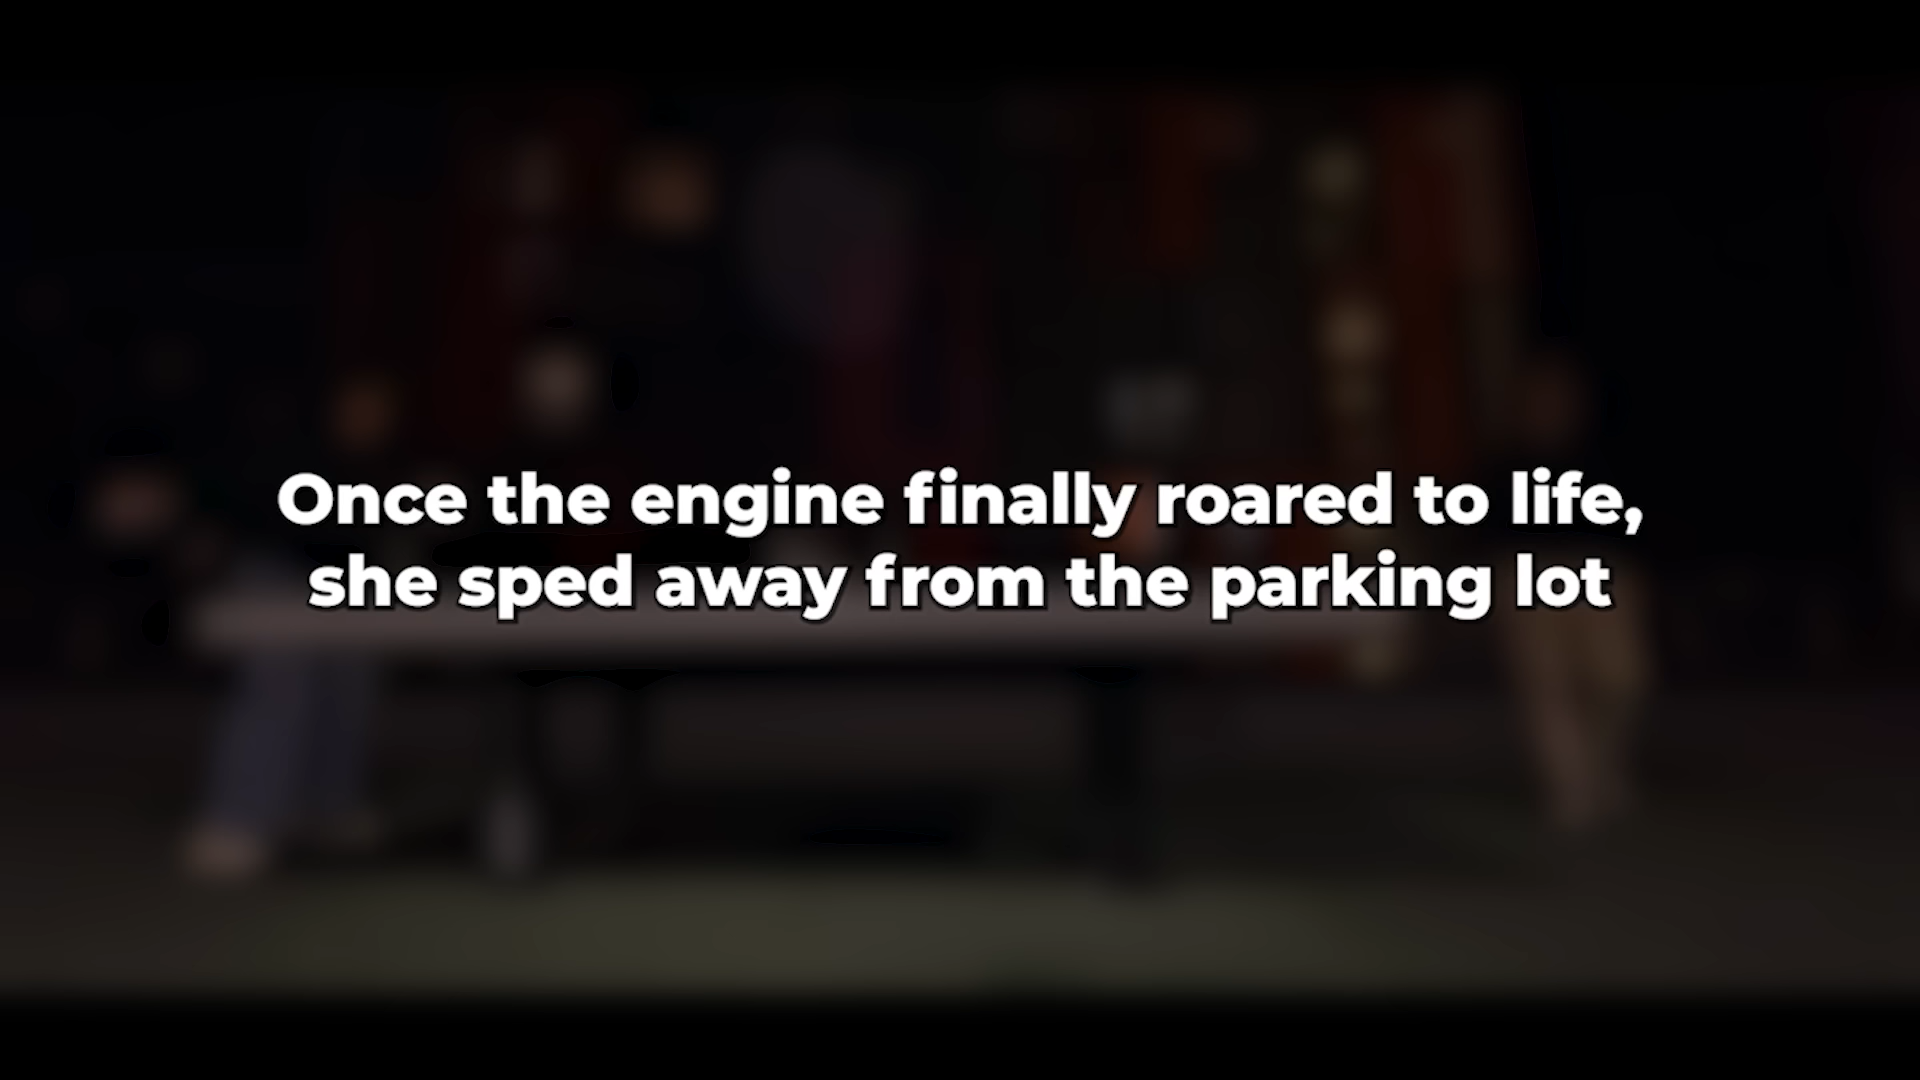 Once the engine finally roared to life,
she sped away from the parking lot